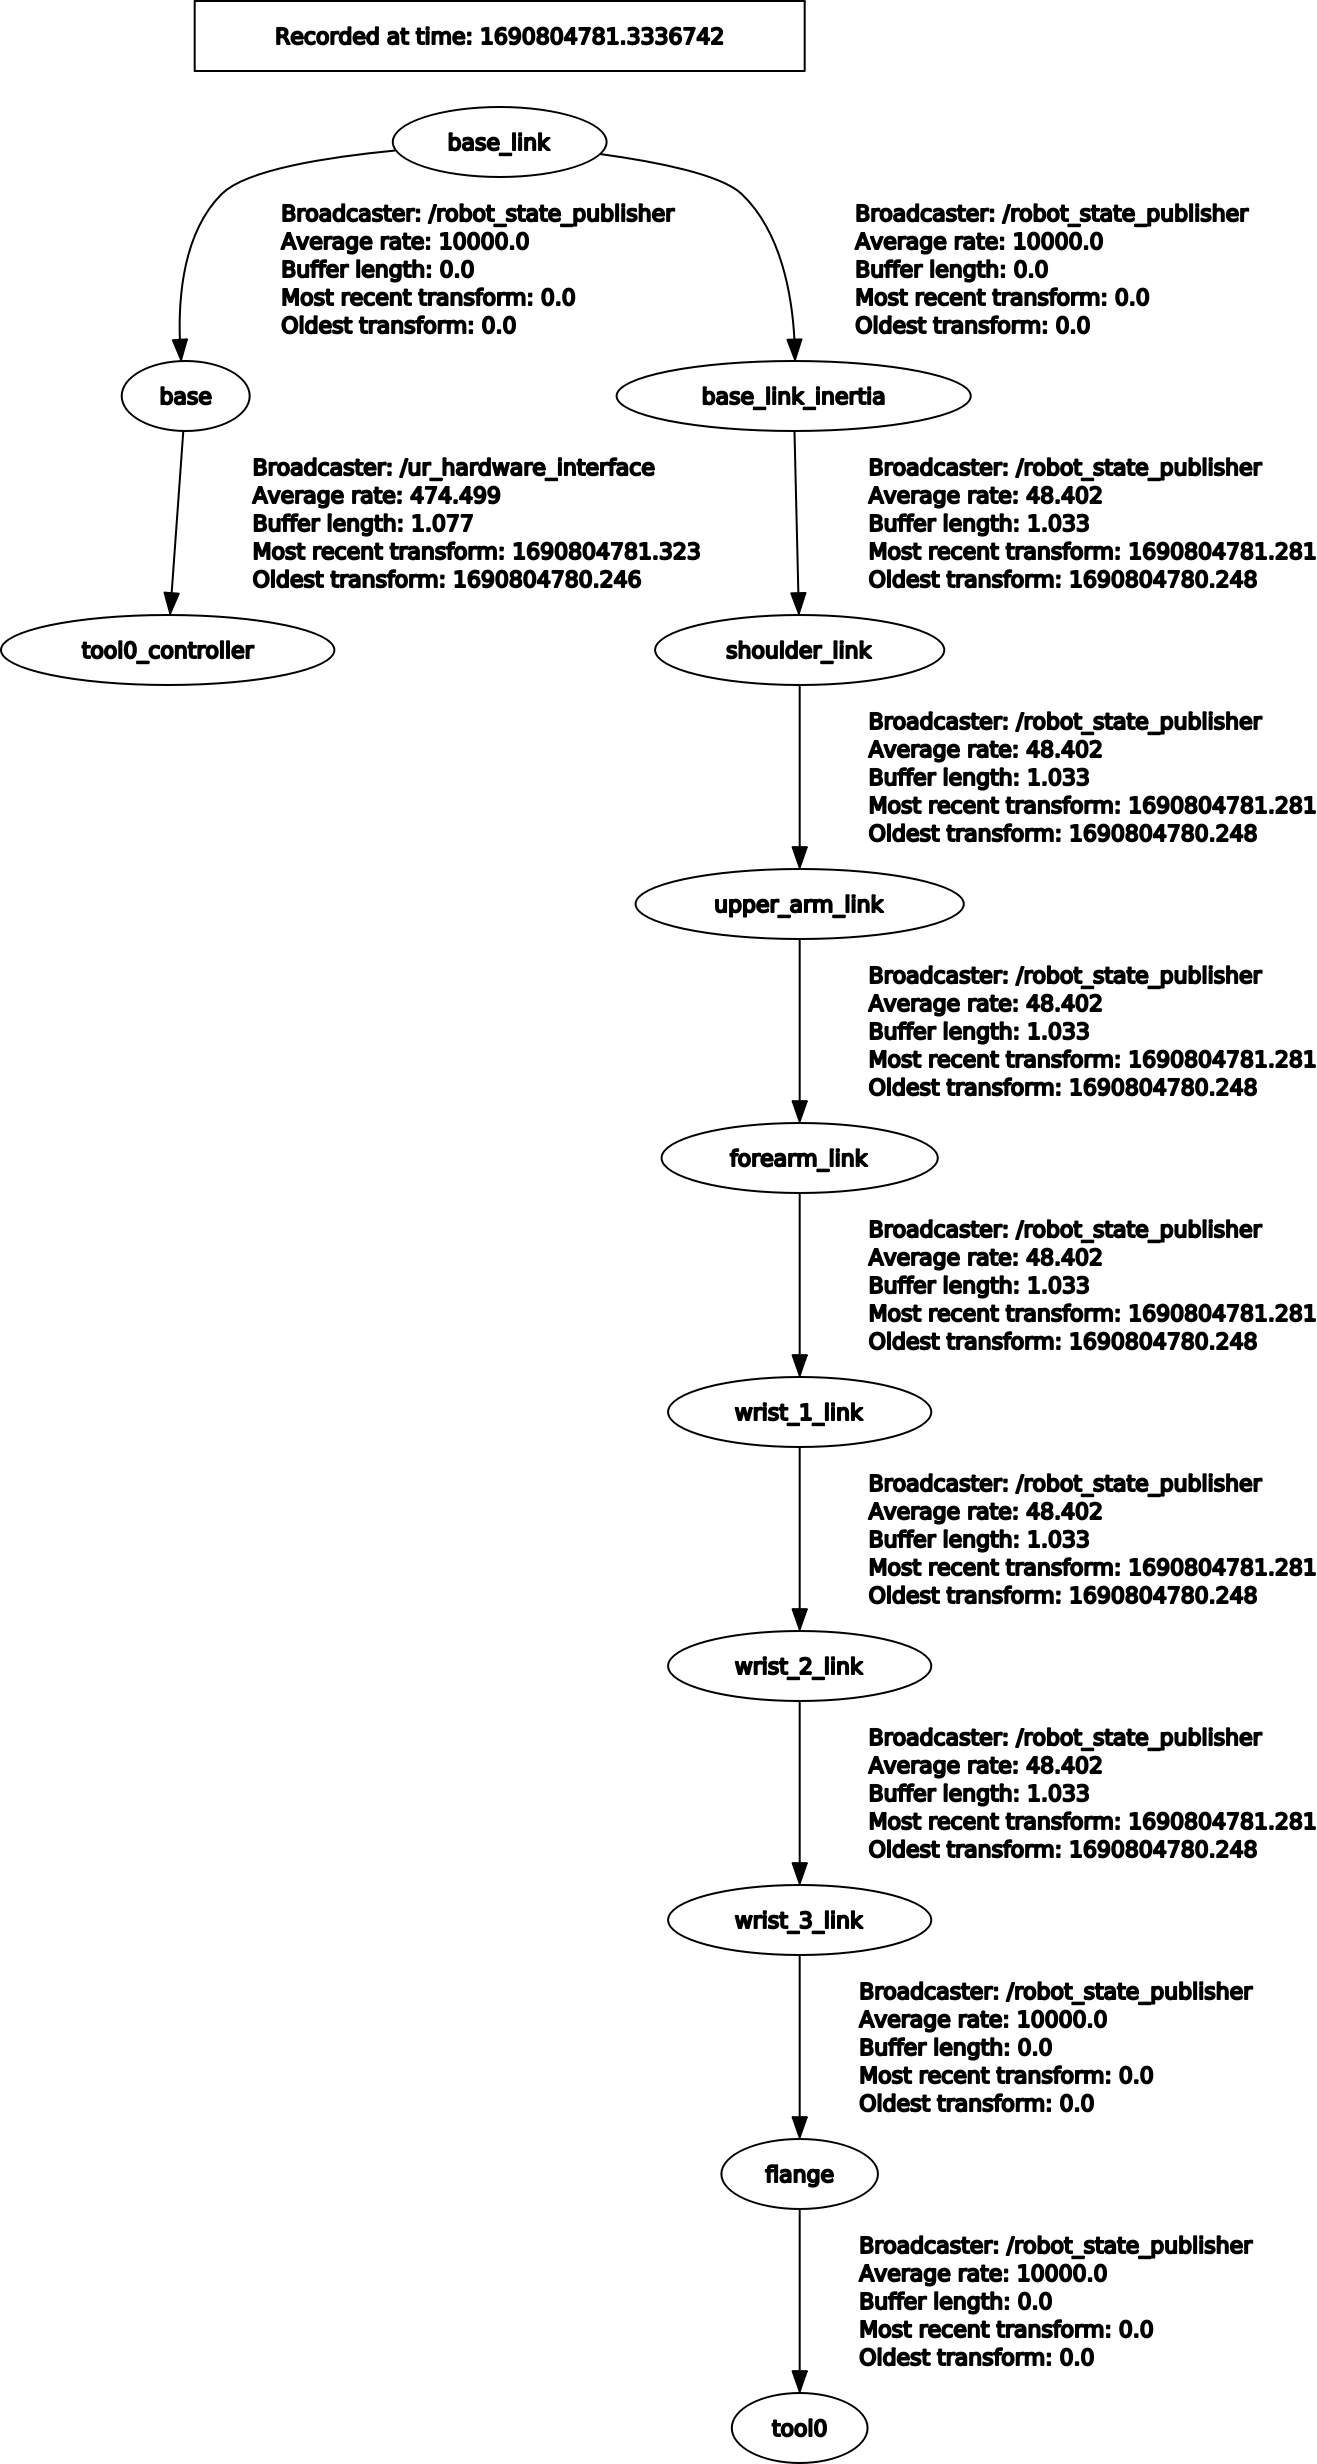 Recorded at time: 1690804781.3336742
base_link
Broadcaster: /robot_state_publisher
Average rate: 10000.0
Buffer length: 0.0
Most recent transform: 0.0
Oldest transform: 0.0
Broadcaster: /robot_state_publisher
Average rate: 10000.0
Buffer length: 0.0
Most recent transform: 0.0
Oldest transform: 0.0
base
base_link_inertia
Broadcaster: /ur_hardware_interface
Average rate: 474.499
Buffer length: 1.077
Most recent transform: 1690804781.323
Oldest transform: 1690804780.246
Broadcaster: /robot_state_publisher
Average rate: 48.402
Buffer length: 1.033
Most recent transform: 1690804781.281
Oldest transform: 1690804780.248
tool0_controller
shoulder_link
Broadcaster: /robot_state_publisher
Average rate: 48.402
Buffer length: 1.033
Most recent transform: 1690804781.281
Oldest transform: 1690804780.248
upper_arm_link
Broadcaster: /robot_state_publisher
Average rate: 48.402
Buffer length: 1.033
Most recent transform: 1690804781.281
Oldest transform: 1690804780.248
forearm_link
Broadcaster: /robot_state_publisher
Average rate: 48.402
Buffer length: 1.033
Most recent transform: 1690804781.281
Oldest transform: 1690804780.248
wrist_1_link
Broadcaster: /robot_state_publisher
Average rate: 48.402
Buffer length: 1.033
Most recent transform: 1690804781.281
Oldest transform: 1690804780.248
wrist_2_link
Broadcaster: /robot_state_publisher
Average rate: 48.402
Buffer length: 1.033
Most recent transform: 1690804781.281
Oldest transform: 1690804780.248
wrist_3_link
Broadcaster: /robot_state_publisher
Average rate: 10000.0
Buffer length: 0.0
Most recent transform: 0.0
Oldest transform: 0.0
flange
Broadcaster: /robot_state_publisher
Average rate: 10000.0
Buffer length: 0.0
Most recent transform: 0.0
Oldest transform: 0.0
tool0